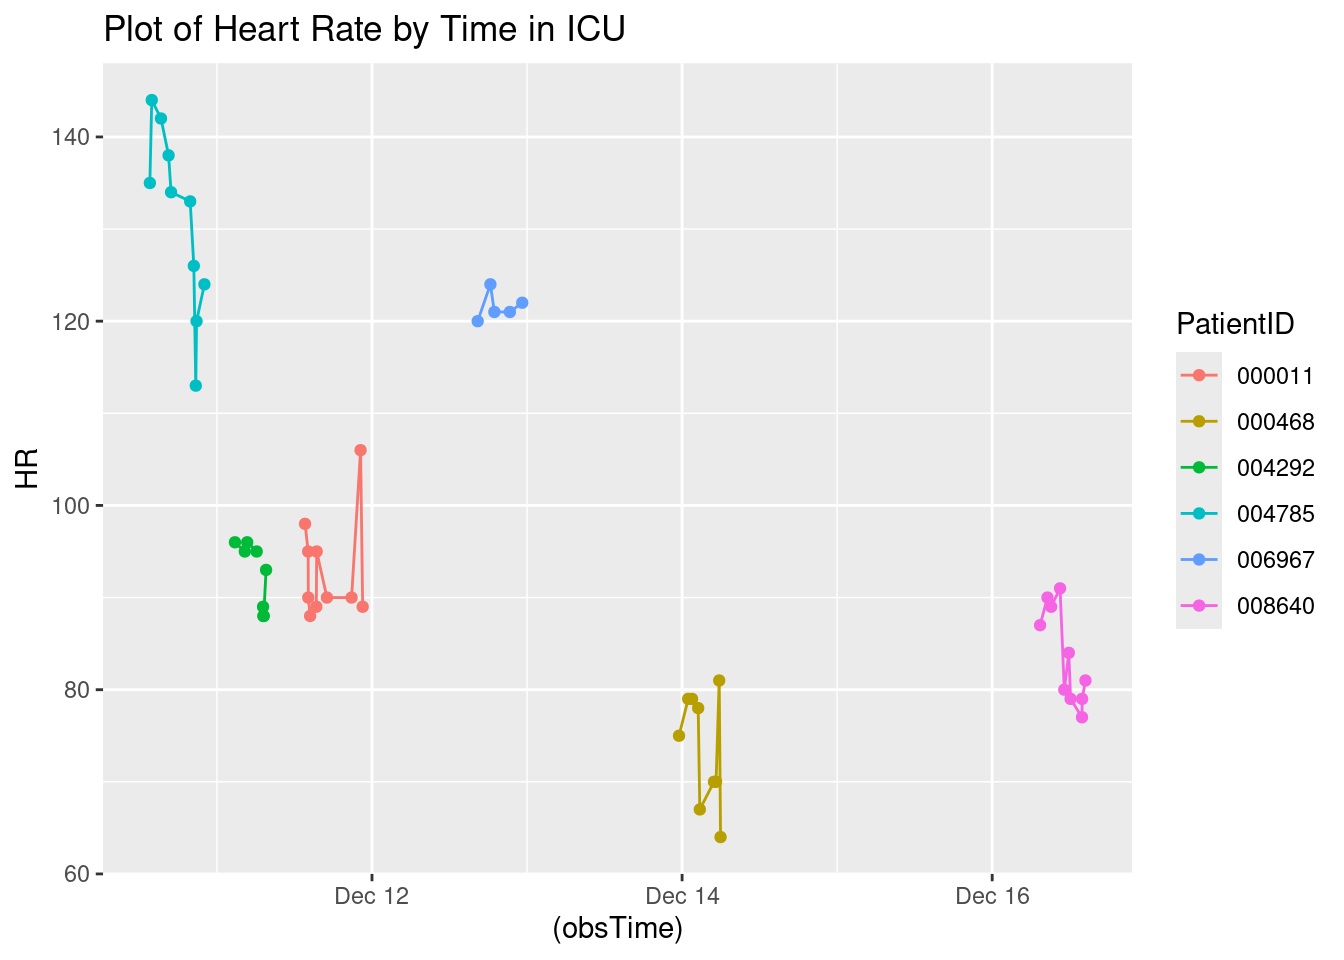 Plot of Heart Rate by Time in ICU
140
120
100
80
60
HR
Dec 12
Dec 14
Dec 16
(obsTime)
PatientID
000011
000468
004292
004785
006967
008640